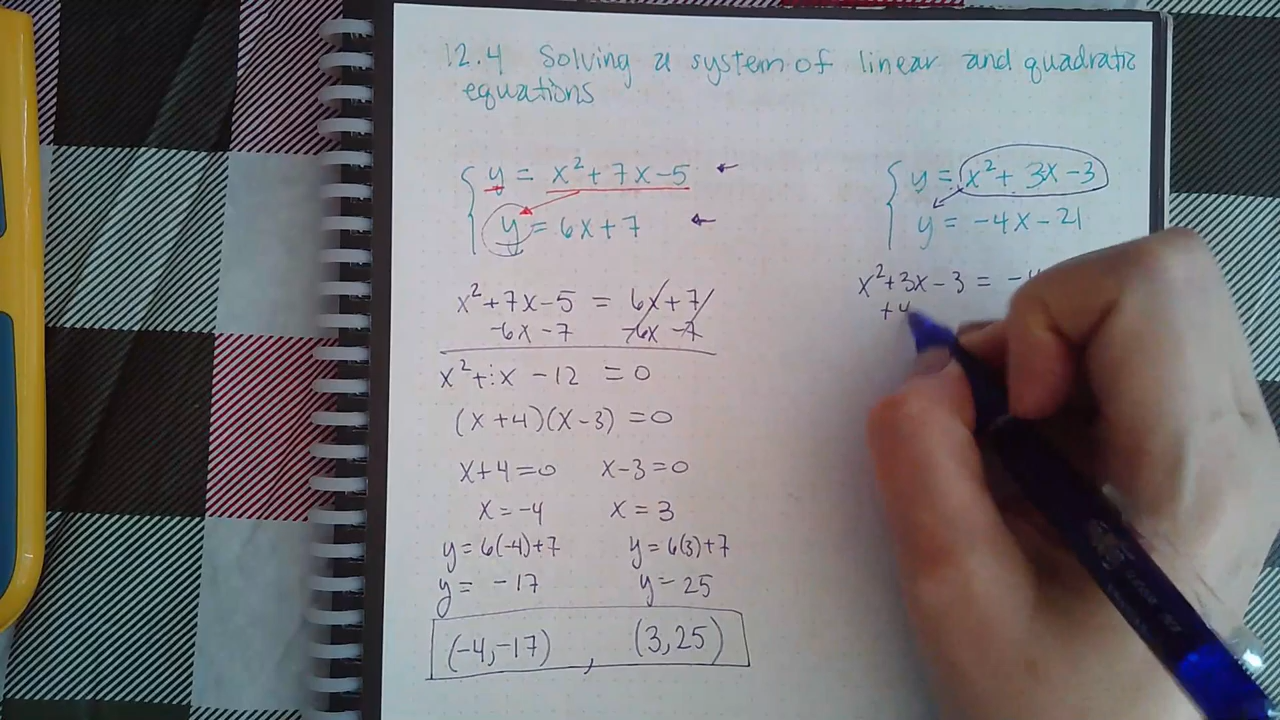 12.4 Solving a system of linear and quadratic
equations
y = x² + 7x - 5
y = 6x + 7
x² + 7x - 5 = 6x + 7
-6x - 7 -6x - 7
x² + x - 12 = 0
(x + 4)(x - 3) = 0
x + 4 = 0 x - 3 = 0
x = -4 x = 3
y = 6(-4) + 7 y = 6(3) + 7
y = -17 y = 25
(-4, -17) , (3, 25)
y = x² + 3x - 3
y = -4x - 21
x² + 3x - 3 = -4
+4